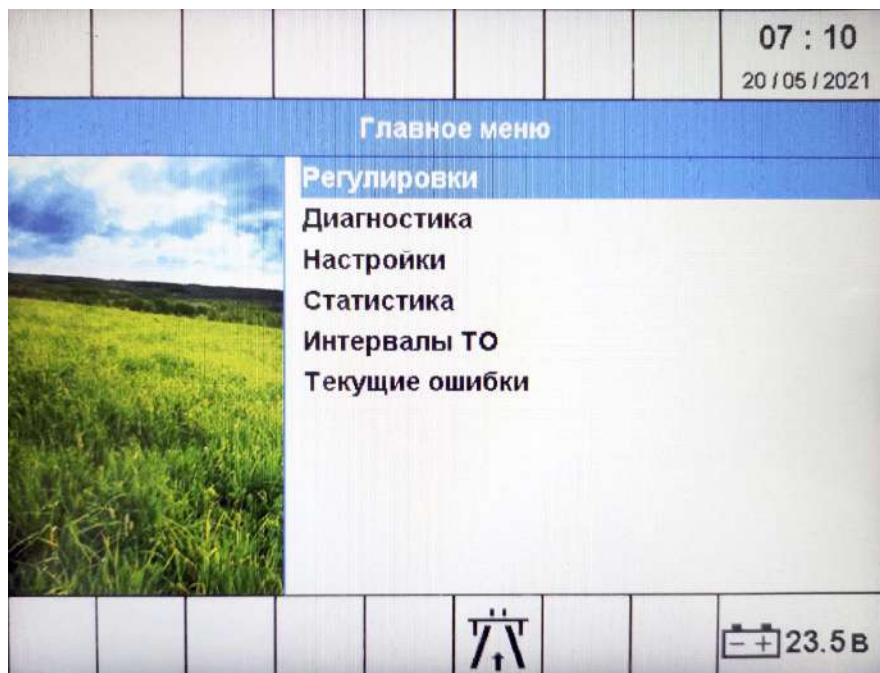 07 : 10
20 / 05 / 2021
Главное меню
Регулировки
Диагностика
Настройки
Статистика
Интервалы ТО
Текущие ошибки
- +
23.5 В